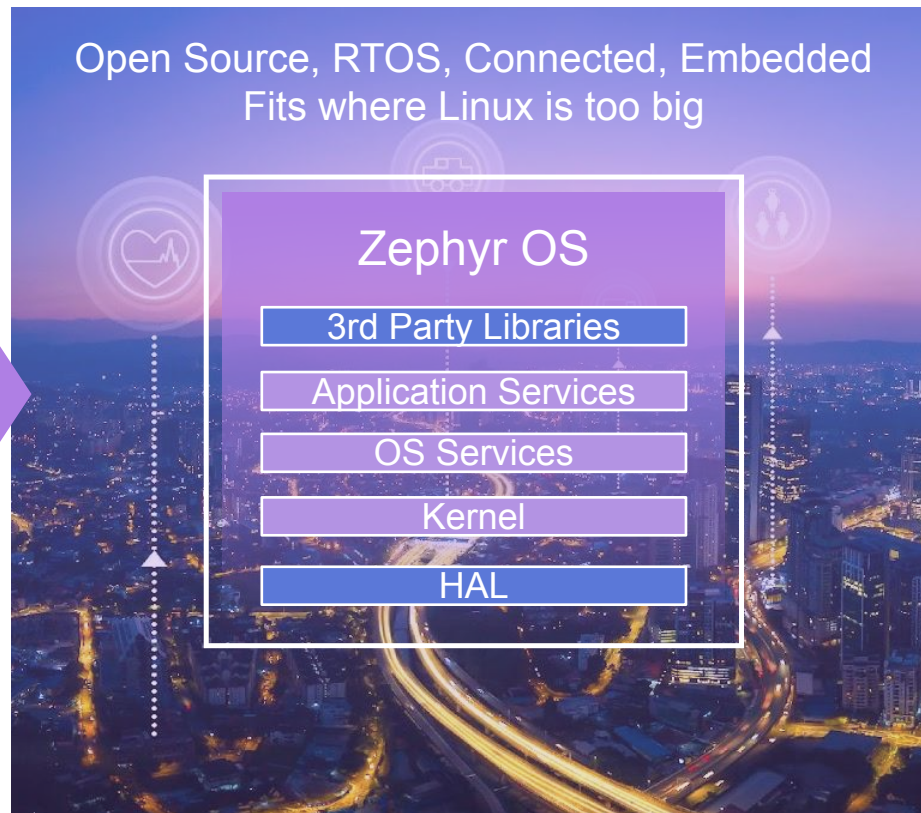 Open Source, RTOS, Connected, Embedded
Fits where Linux is too big
Zephyr OS
3rd Party Libraries
Application Services
OS Services
Kernel
HAL